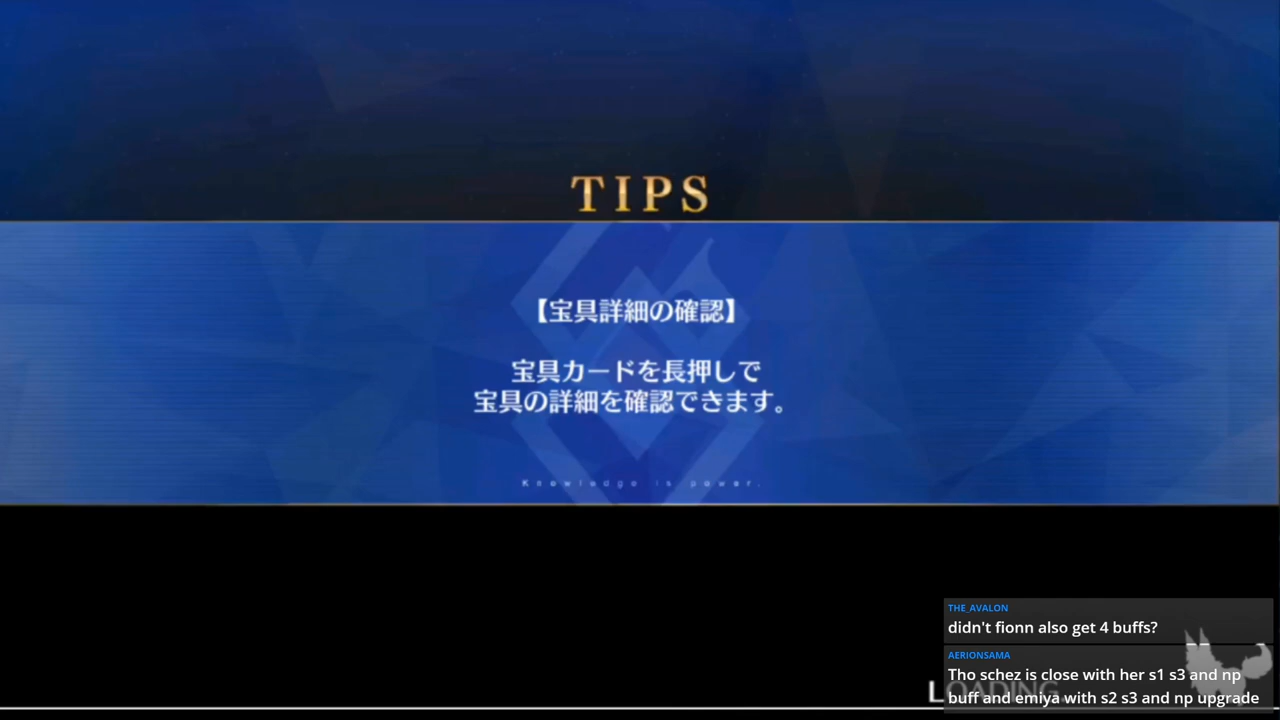 TIPS
【宝具詳細の確認】
宝具カードを長押しで
宝具の詳細を確認できます。
Knowledge is power.
THE_AVALON
didn't fionn also get 4 buffs?
AERIONSAMA
Tho schez is close with her s1 s3 and np
buff and emiya with s2 s3 and np upgrade
LOADING